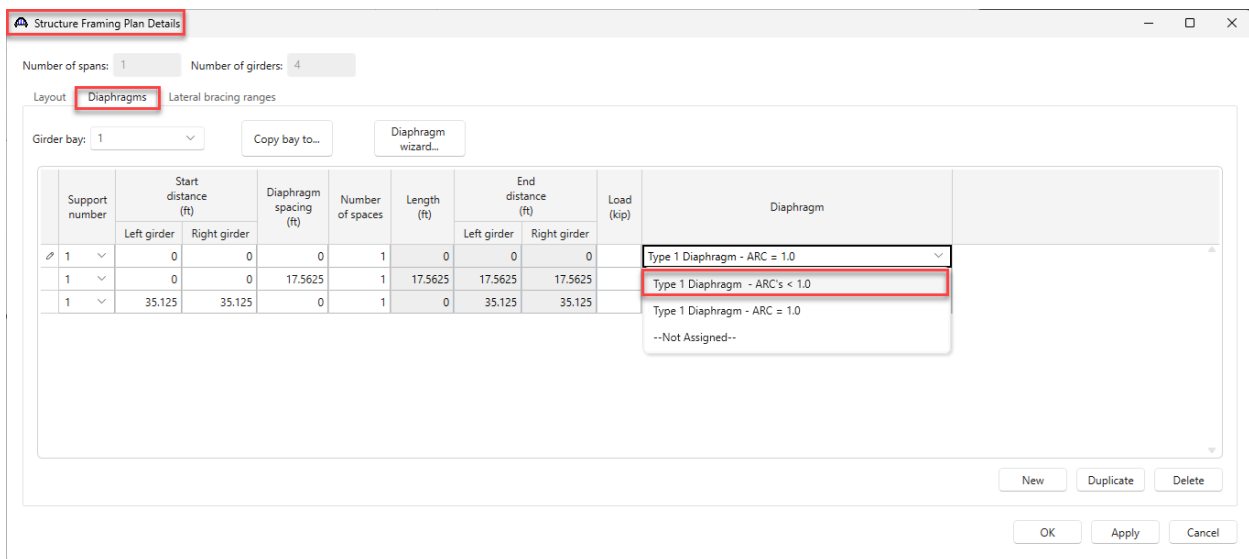 Structure Framing Plan Details
Number of spans: 1 Number of girders: 4
Layout Diaphragms Lateral bracing ranges
Girder bay: 1 Copy bay to... Diaphragm wizard...
Support number Start distance (ft) Diaphragm spacing (ft) Number of spaces Length (ft) End distance (ft) Load (kip) Diaphragm
Left girder Right girder Left girder Right girder
1 0 0 0 1 0 0 0 Type 1 Diaphragm - ARC = 1.0
1 0 0 17.5625 1 17.5625 17.5625 17.5625 Type 1 Diaphragm - ARC's < 1.0
1 35.125 35.125 0 1 0 35.125 35.125 Type 1 Diaphragm - ARC = 1.0
--Not Assigned--
New Duplicate Delete
OK Apply Cancel